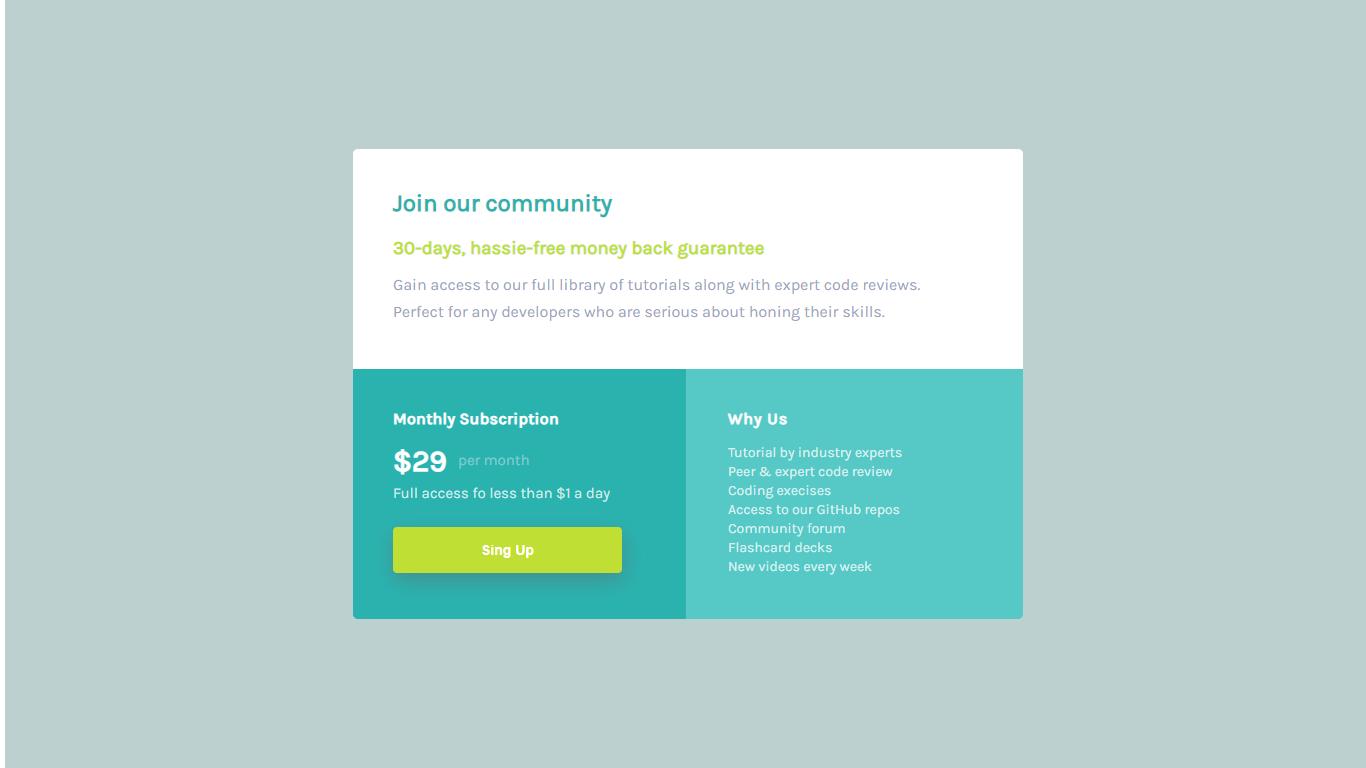 Join our community
30-days, hassie-free money back guarantee
Gain access to our full library of tutorials along with expert code reviews.
Perfect for any developers who are serious about honing their skills.
Monthly Subscription
$29 per month
Full access fo less than $1 a day
Sing Up
Why Us
Tutorial by industry experts
Peer & expert code review
Coding execises
Access to our GitHub repos
Community forum
Flashcard decks
New videos every week